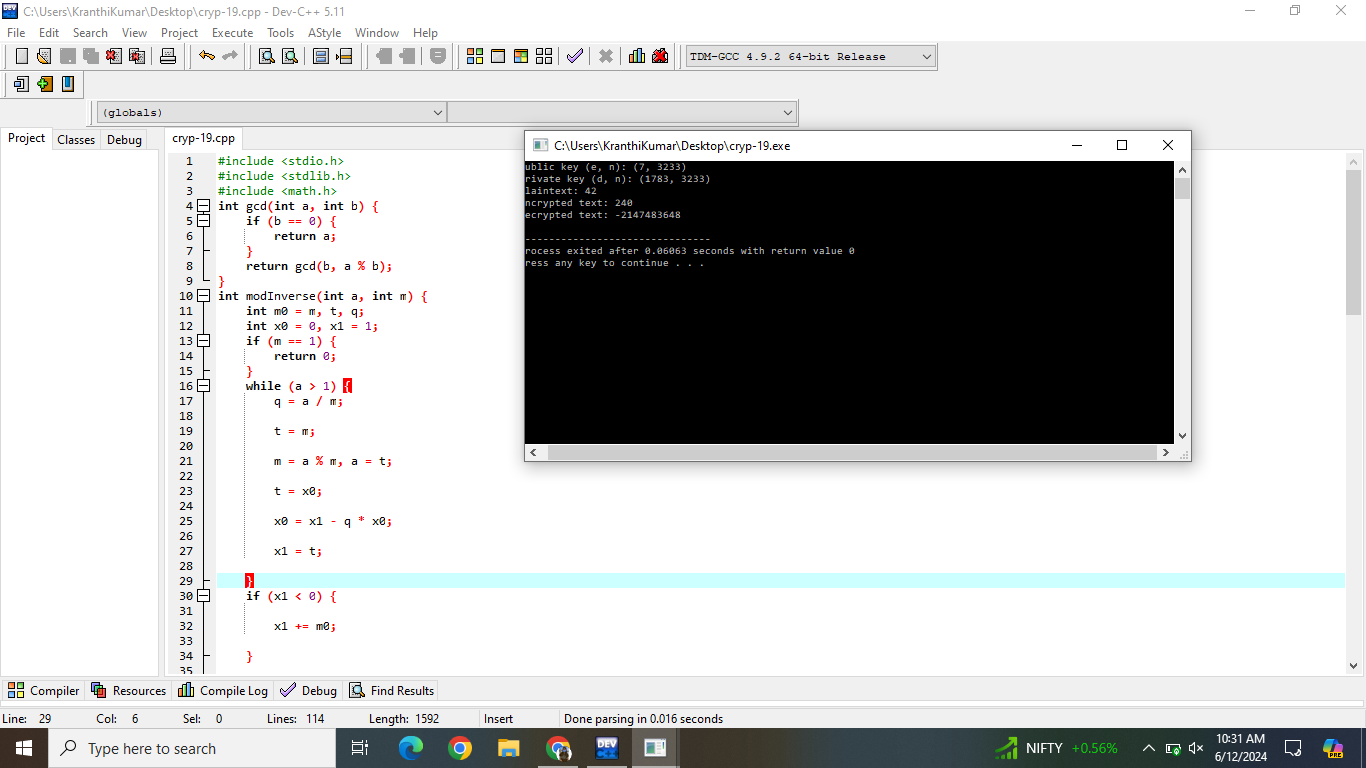 C:\Users\KranthiKumar\Desktop\cryp-19.cpp - Dev-C++ 5.11
File Edit Search View Project Execute Tools AStyle Window Help
TDM-GCC 4.9.2 64-bit Release
(globals)
Project Classes Debug
cryp-19.cpp
1 #include <stdio.h>
2 #include <stdlib.h>
3 #include <math.h>
4 int gcd(int a, int b) {
5 if (b == 0) {
6 return a;
7 }
8 return gcd(b, a % b);
9 }
10 int modInverse(int a, int m) {
11 int m0 = m, t, q;
12 int x0 = 0, x1 = 1;
13 if (m == 1) {
14 return 0;
15 }
16 while (a > 1) {
17 q = a / m;
18
19 t = m;
20
21 m = a % m, a = t;
22
23 t = x0;
24
25 x0 = x1 - q * x0;
26
27 x1 = t;
28
29 }
30 if (x1 < 0) {
31
32 x1 += m0;
33
34 }
35
C:\Users\KranthiKumar\Desktop\cryp-19.exe
ublic key (e, n): (7, 3233)
rivate key (d, n): (1783, 3233)
laintext: 42
ncrypted text: 240
ecrypted text: -2147483648
-------------------------------
rocess exited after 0.06063 seconds with return value 0
ress any key to continue . . .
Compiler Resources Compile Log Debug Find Results
Line: 29 Col: 6 Sel: 0 Lines: 114 Length: 1592 Insert Done parsing in 0.016 seconds
Type here to search
DEV
NIFTY +0.56%
PRE
10:31 AM
6/12/2024